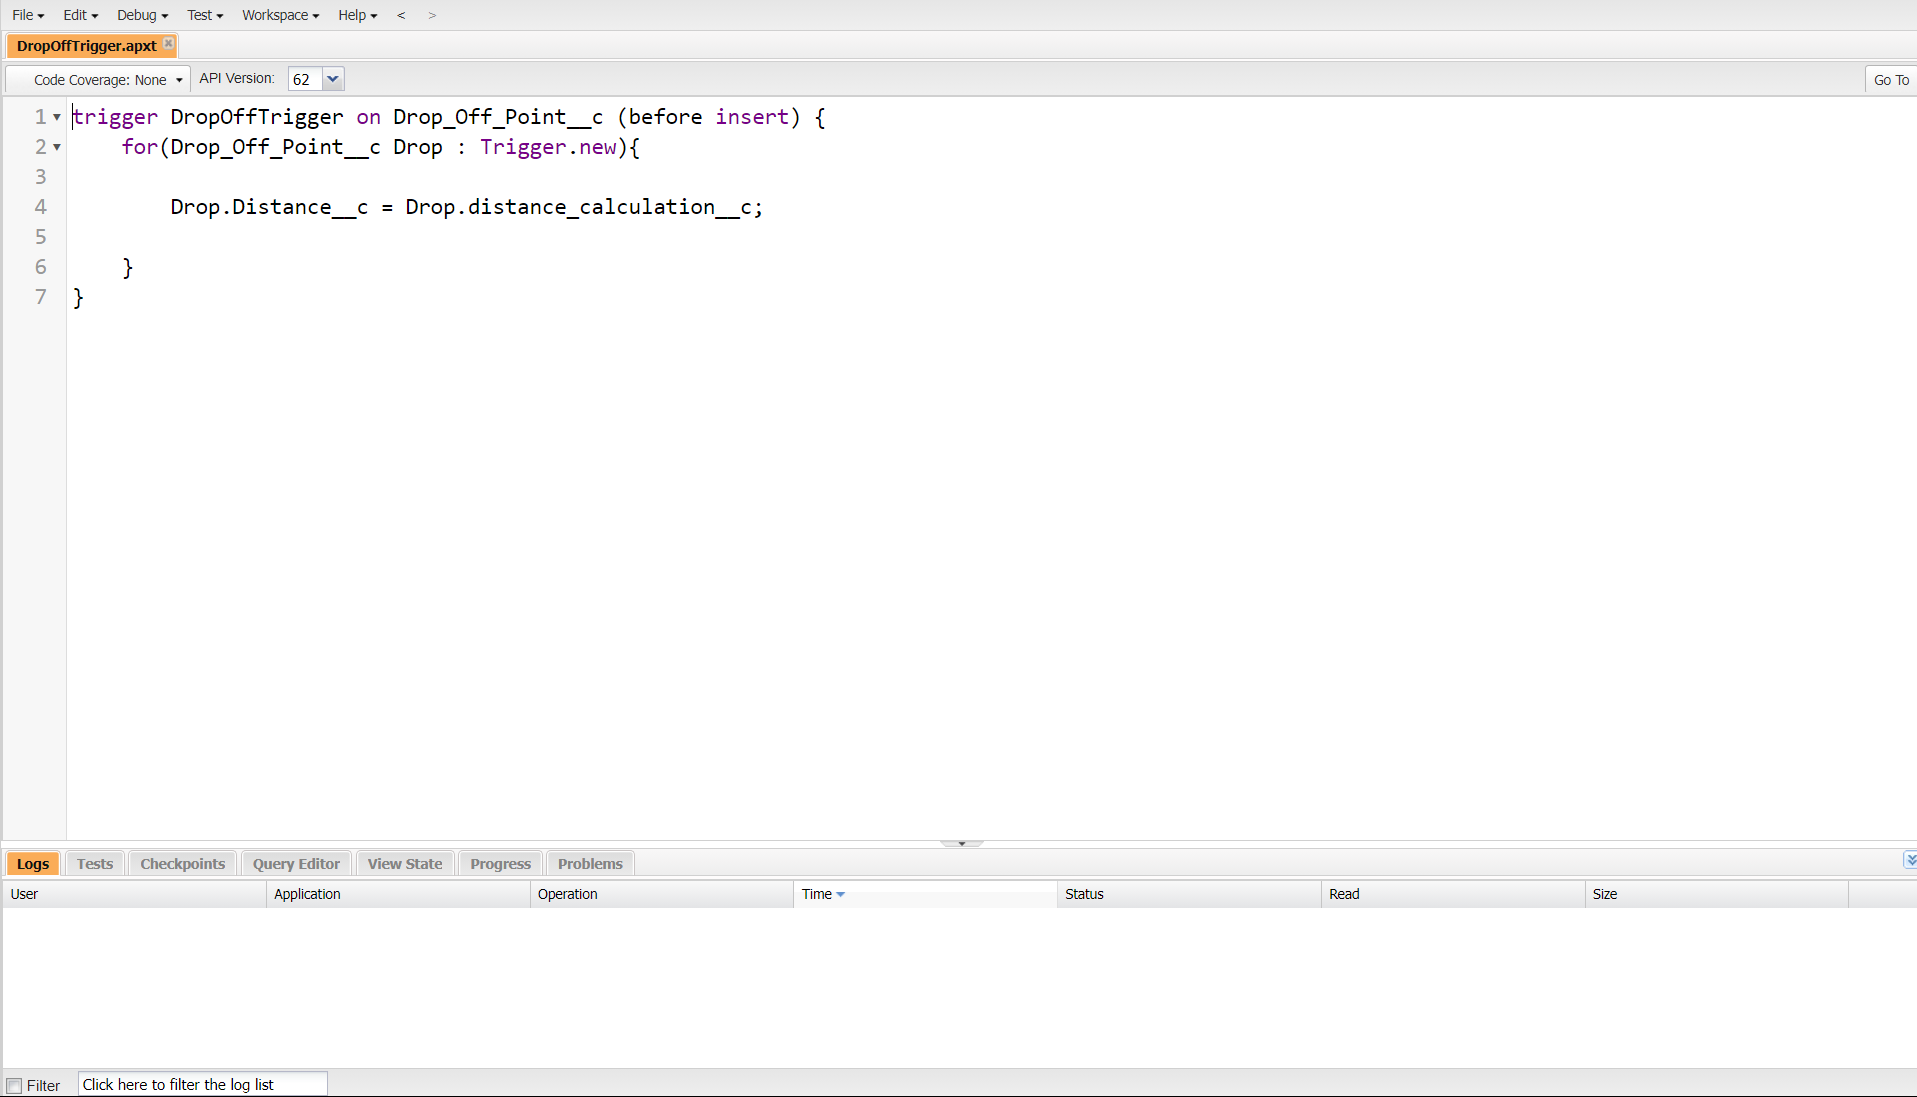 File Edit Debug Test Workspace Help < >
DropOffTrigger.apxt
Code Coverage: None API Version: 62 Go To
1 trigger DropOffTrigger on Drop_Off_Point__c (before insert) {
2 for(Drop_Off_Point__c Drop : Trigger.new){
3
4 Drop.Distance__c = Drop.distance_calculation__c;
5
6 }
7 }
Logs Tests Checkpoints Query Editor View State Progress Problems
User Application Operation Time Status Read Size
Filter Click here to filter the log list